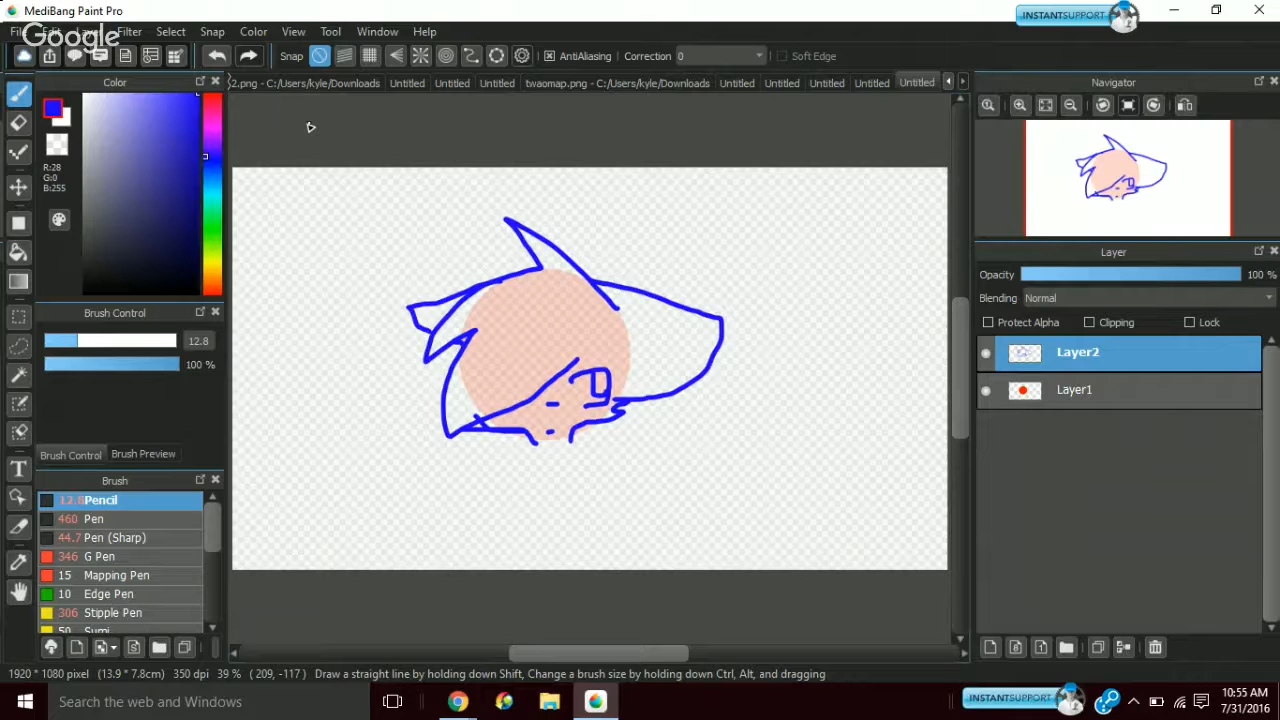 MediBang Paint Pro
INSTANTSUPPORT
File Edit Layer Filter Select Snap Color View Tool Window Help
Google
Snap AntiAliasing Correction 0 Soft Edge
Color
2.png - C:/Users/kyle/Downloads Untitled Untitled twaomap.png - C:/Users/kyle/Downloads Untitled Untitled Untitled Untitled Untitled
Navigator
R:28
G:0
B:255
Layer
Opacity 100 %
Blending Normal
Brush Control
Protect Alpha Clipping Lock
12.8
100 %
Layer2
Layer1
Brush Control Brush Preview
Brush
12.8 Pencil
460 Pen
44.7 Pen (Sharp)
346 G Pen
15 Mapping Pen
10 Edge Pen
306 Stipple Pen
50 Sumi
1920 * 1080 pixel (13.9 * 7.8cm) 350 dpi 39 % ( 209, -117) Draw a straight line by holding down Shift, Change a brush size by holding down Ctrl, Alt, and dragging
Search the web and Windows
INSTANTSUPPORT
10:55 AM
7/31/2016